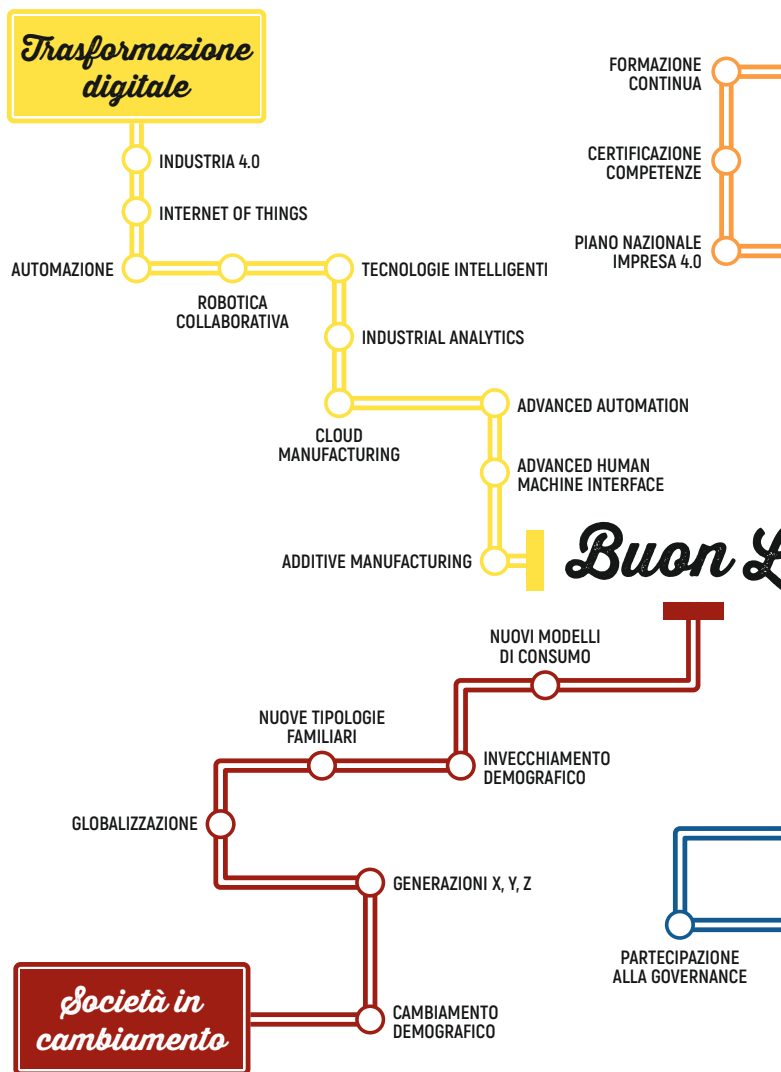 Trasformazione
digitale
FORMAZIONE
CONTINUA
INDUSTRIA 4.0
CERTIFICAZIONE
COMPETENZE
INTERNET OF THINGS
PIANO NAZIONALE
IMPRESA 4.0
AUTOMAZIONE
TECNOLOGIE INTELLIGENTI
ROBOTICA
COLLABORATIVA
INDUSTRIAL ANALYTICS
ADVANCED AUTOMATION
CLOUD
MANUFACTURING
ADVANCED HUMAN
MACHINE INTERFACE
ADDITIVE MANUFACTURING
Buon L
NUOVI MODELLI
DI CONSUMO
NUOVE TIPOLOGIE
FAMILIARI
INVECCHIAMENTO
DEMOGRAFICO
GLOBALIZZAZIONE
GENERAZIONI X, Y, Z
PARTECIPAZIONE
ALLA GOVERNANCE
Società in
cambiamento
CAMBIAMENTO
DEMOGRAFICO